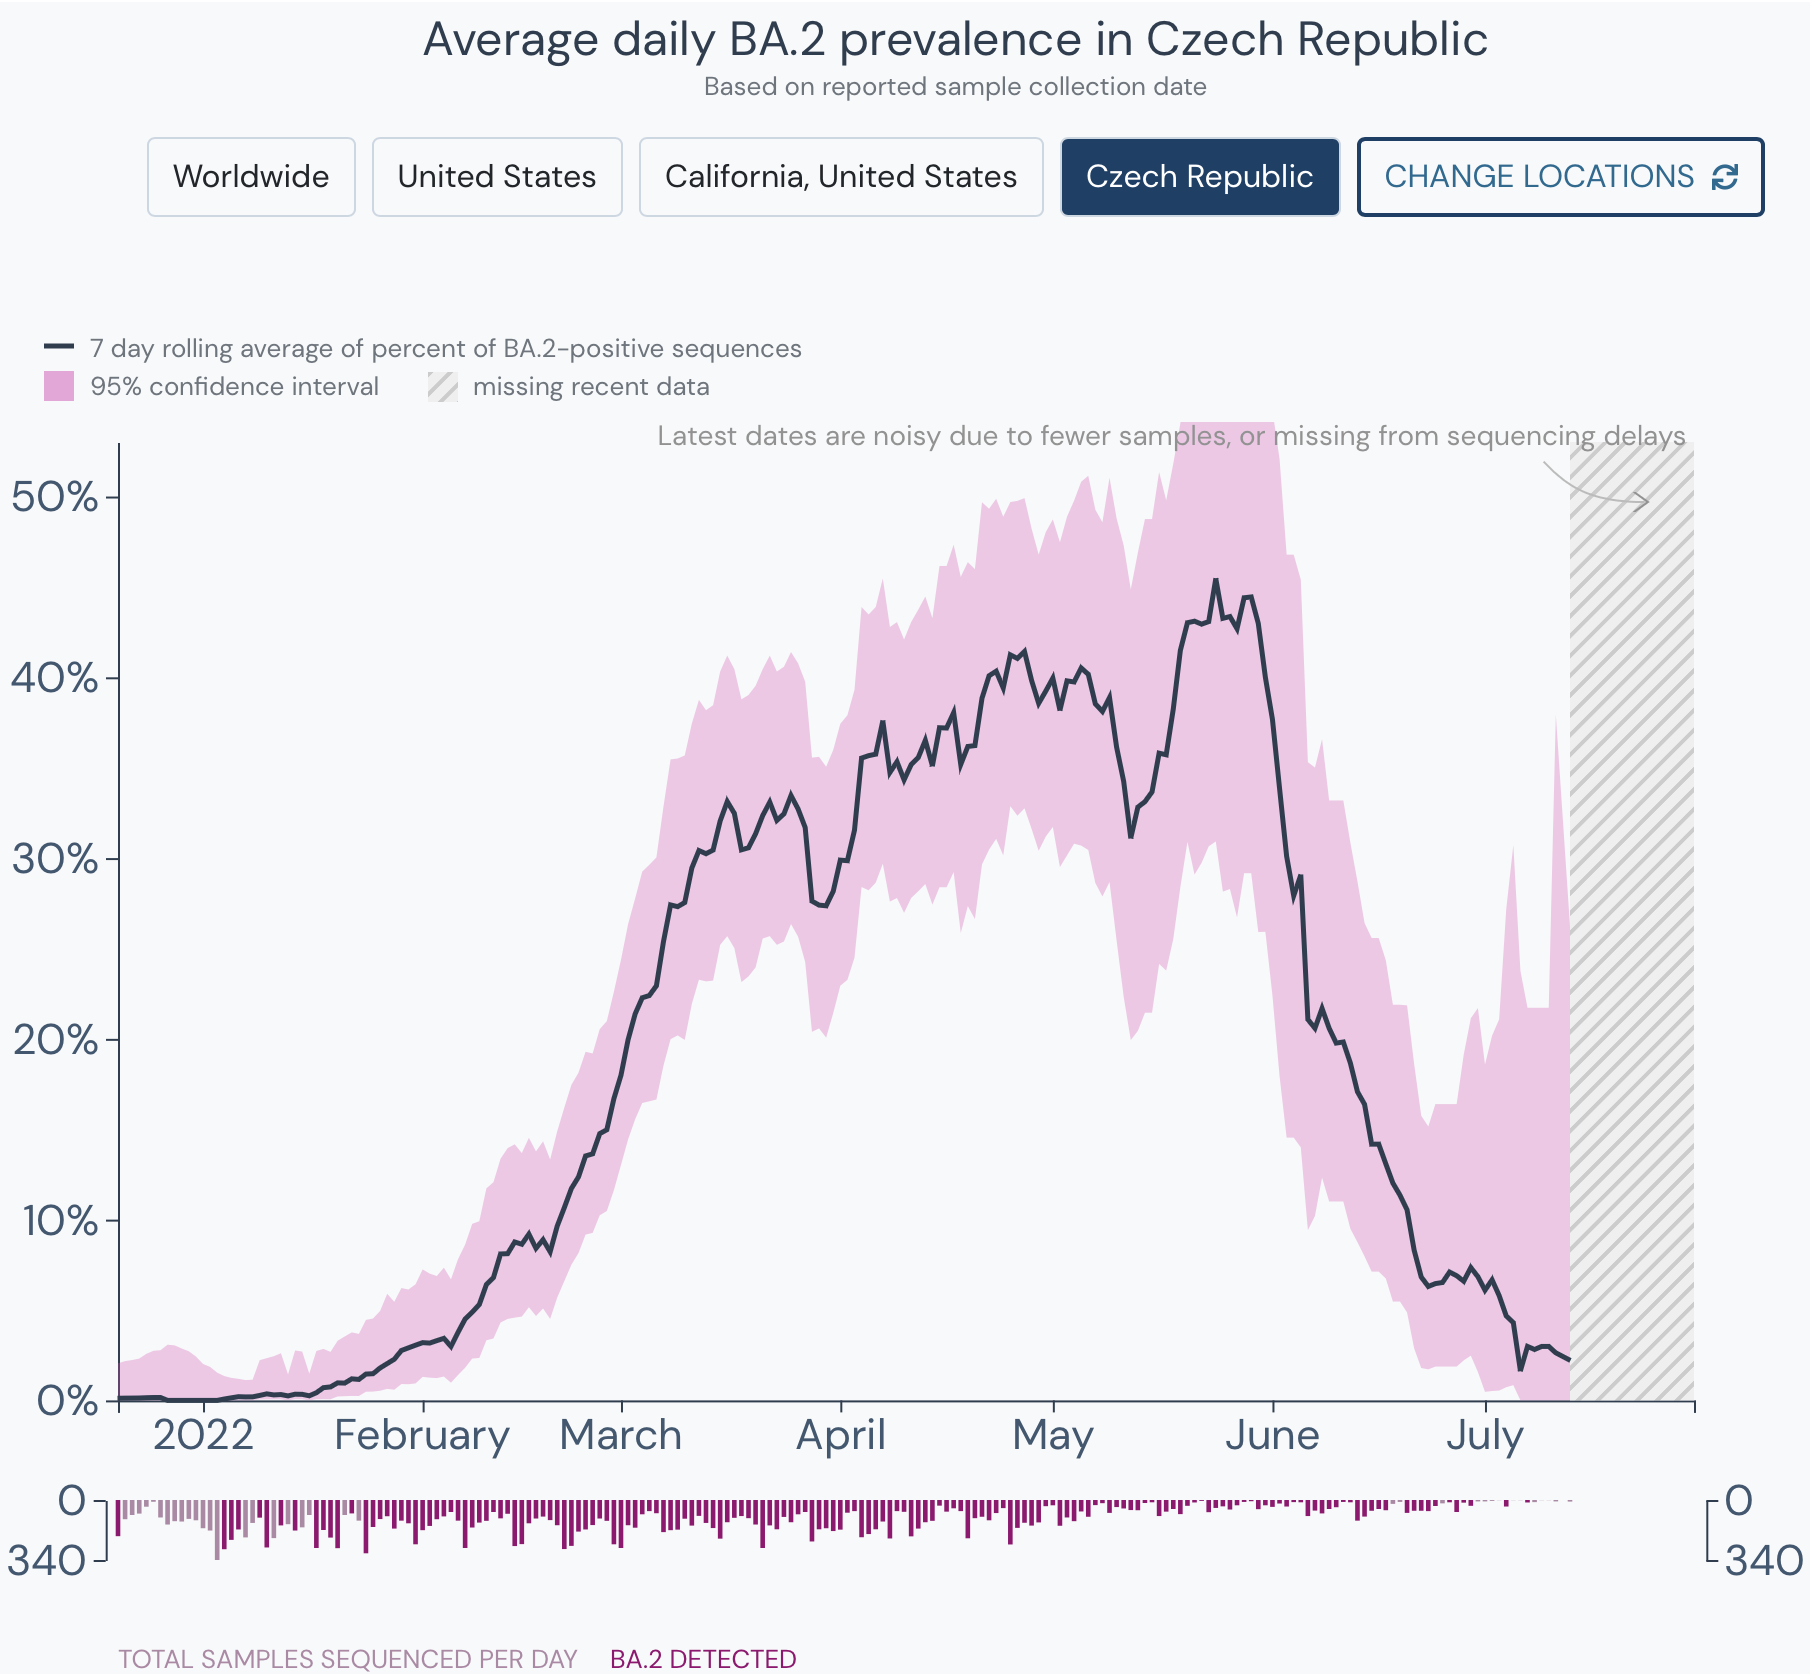 Average daily BA.2 prevalence in Czech Republic
Based on reported sample collection date
Worldwide
United States
California, United States
Czech Republic
CHANGE LOCATIONS
7 day rolling average of percent of BA.2-positive sequences
95% confidence interval
missing recent data
Latest dates are noisy due to fewer samples, or missing from sequencing delays
50%
40%
30%
20%
10%
0%
2022 February March April May June July
0
340
0
340
TOTAL SAMPLES SEQUENCED PER DAY
BA.2 DETECTED